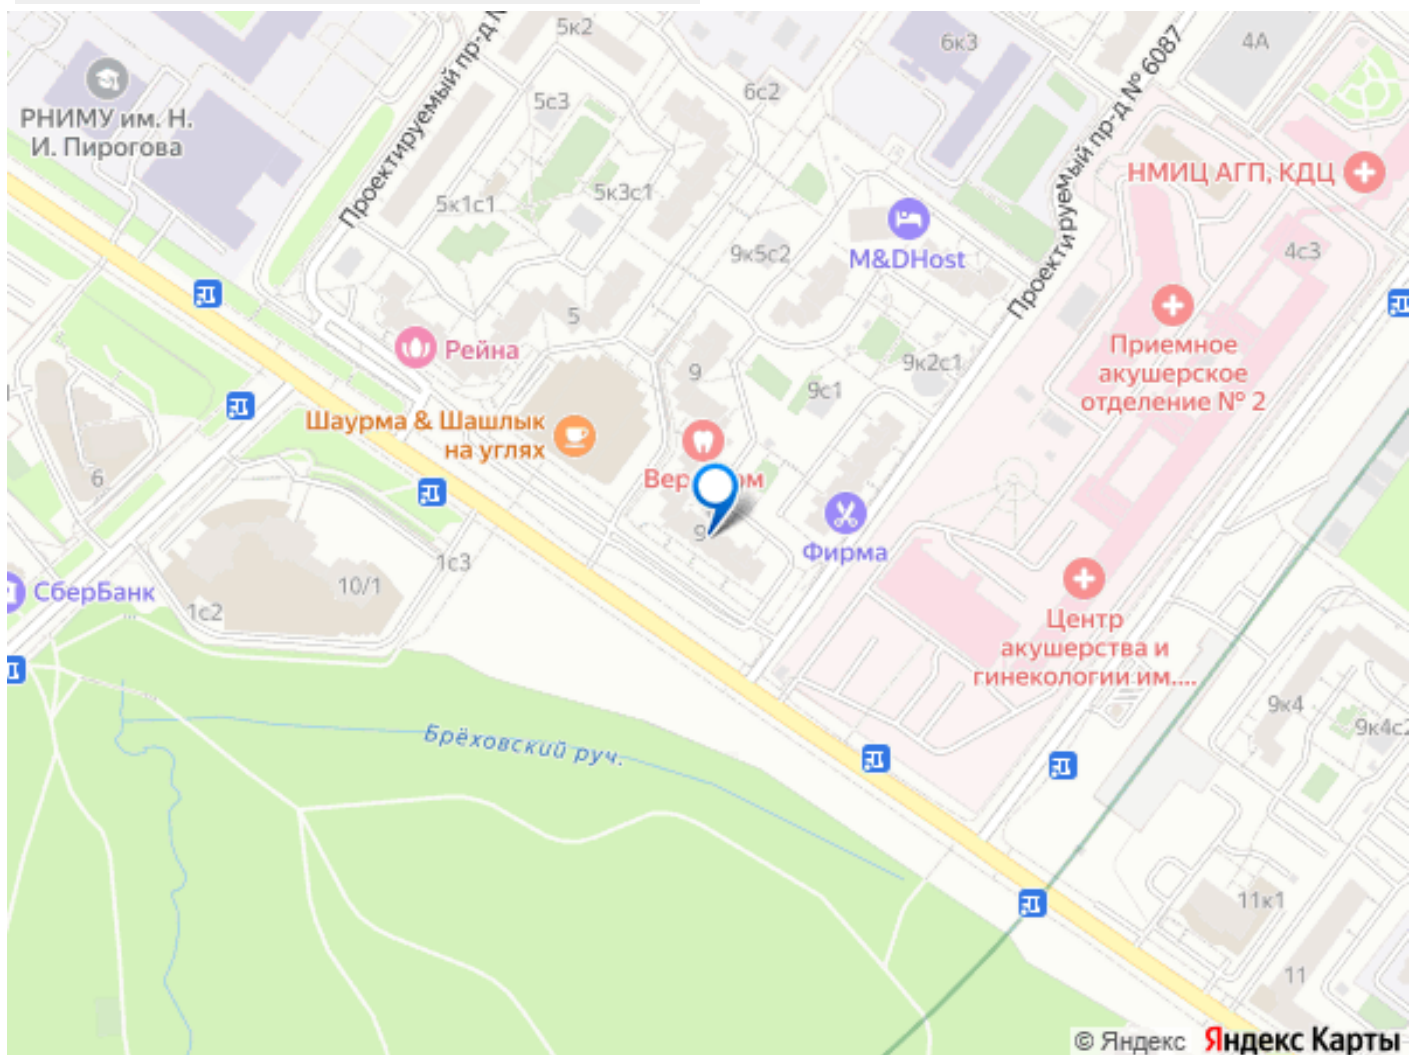 5к2
6к3
4А
Проектируемый пр-д №
Проектируемый пр-д № 6087
РНИМУ им. Н.
И. Пирогова
5с3
6с2
НМИЦ АГП, КДЦ
5к1с1
5к3с1
9к5с2
M&DHost
4с3
5
Рейна
9
9с1
9к2с1
Приемное
акушерское
отделение № 2
Шаурма & Шашлык
на углях
6
9
Фирма
1с3
10/1
1с2
СберБанк
Центр
акушерства и
гинекологии им....
9к4
9к4с2
Брёховский руч.
11к1
11
© Яндекс Яндекс Карты